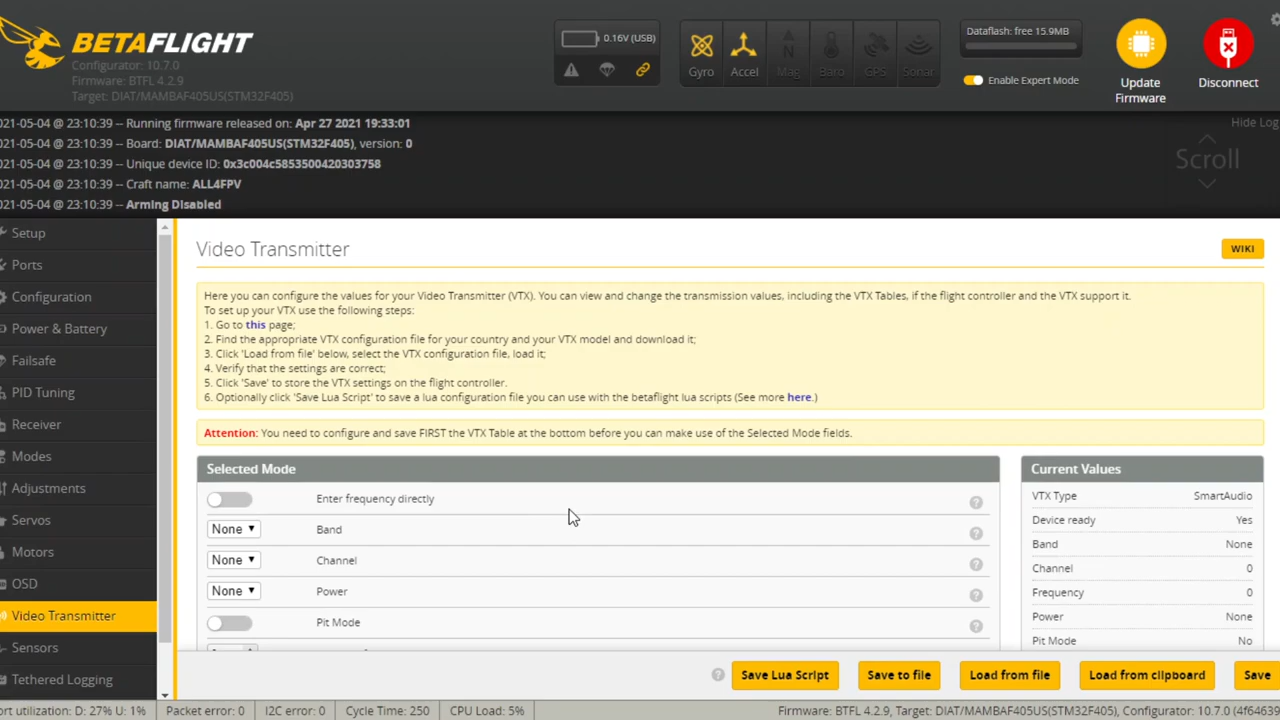 BETAFLIGHT
Configurator: 10.7.0
Firmware: BTFL 4.2.9
Target: DIAT/MAMBAF405US(STM32F405)
0.16V (USB)
Gyro
Accel
Mag
Baro
GPS
Sonar
Dataflash: free 15.9MB
Enable Expert Mode
Update
Firmware
Disconnect
021-05-04 @ 23:10:39 -- Running firmware released on: Apr 27 2021 19:33:01
021-05-04 @ 23:10:39 -- Board: DIAT/MAMBAF405US(STM32F405), version: 0
021-05-04 @ 23:10:39 -- Unique device ID: 0x3c004c5853500420303758
021-05-04 @ 23:10:39 -- Craft name: ALL4FPV
021-05-04 @ 23:10:39 -- Arming Disabled
Hide Log
Scroll
Setup
Ports
Configuration
Power & Battery
Failsafe
PID Tuning
Receiver
Modes
Adjustments
Servos
Motors
OSD
Video Transmitter
Sensors
Tethered Logging
Video Transmitter
WIKI
Here you can configure the values for your Video Transmitter (VTX). You can view and change the transmission values, including the VTX Tables, if the flight controller and the VTX support it.
To set up your VTX use the following steps:
1. Go to this page;
2. Find the appropriate VTX configuration file for your country and your VTX model and download it;
3. Click 'Load from file' below, select the VTX configuration file, load it;
4. Verify that the settings are correct;
5. Click 'Save' to store the VTX settings on the flight controller.
6. Optionally click 'Save Lua Script' to save a lua configuration file you can use with the betaflight lua scripts (See more here.)
Attention: You need to configure and save FIRST the VTX Table at the bottom before you can make use of the Selected Mode fields.
Selected Mode
Enter frequency directly
None Band
None Channel
None Power
Pit Mode
Current Values
VTX Type SmartAudio
Device ready Yes
Band None
Channel 0
Frequency 0
Power None
Pit Mode No
Save Lua Script
Save to file
Load from file
Load from clipboard
Save
ort utilization: D: 27% U: 1%
Packet error: 0
I2C error: 0
Cycle Time: 250
CPU Load: 5%
Firmware: BTFL 4.2.9, Target: DIAT/MAMBAF405US(STM32F405), Configurator: 10.7.0 (4f64639